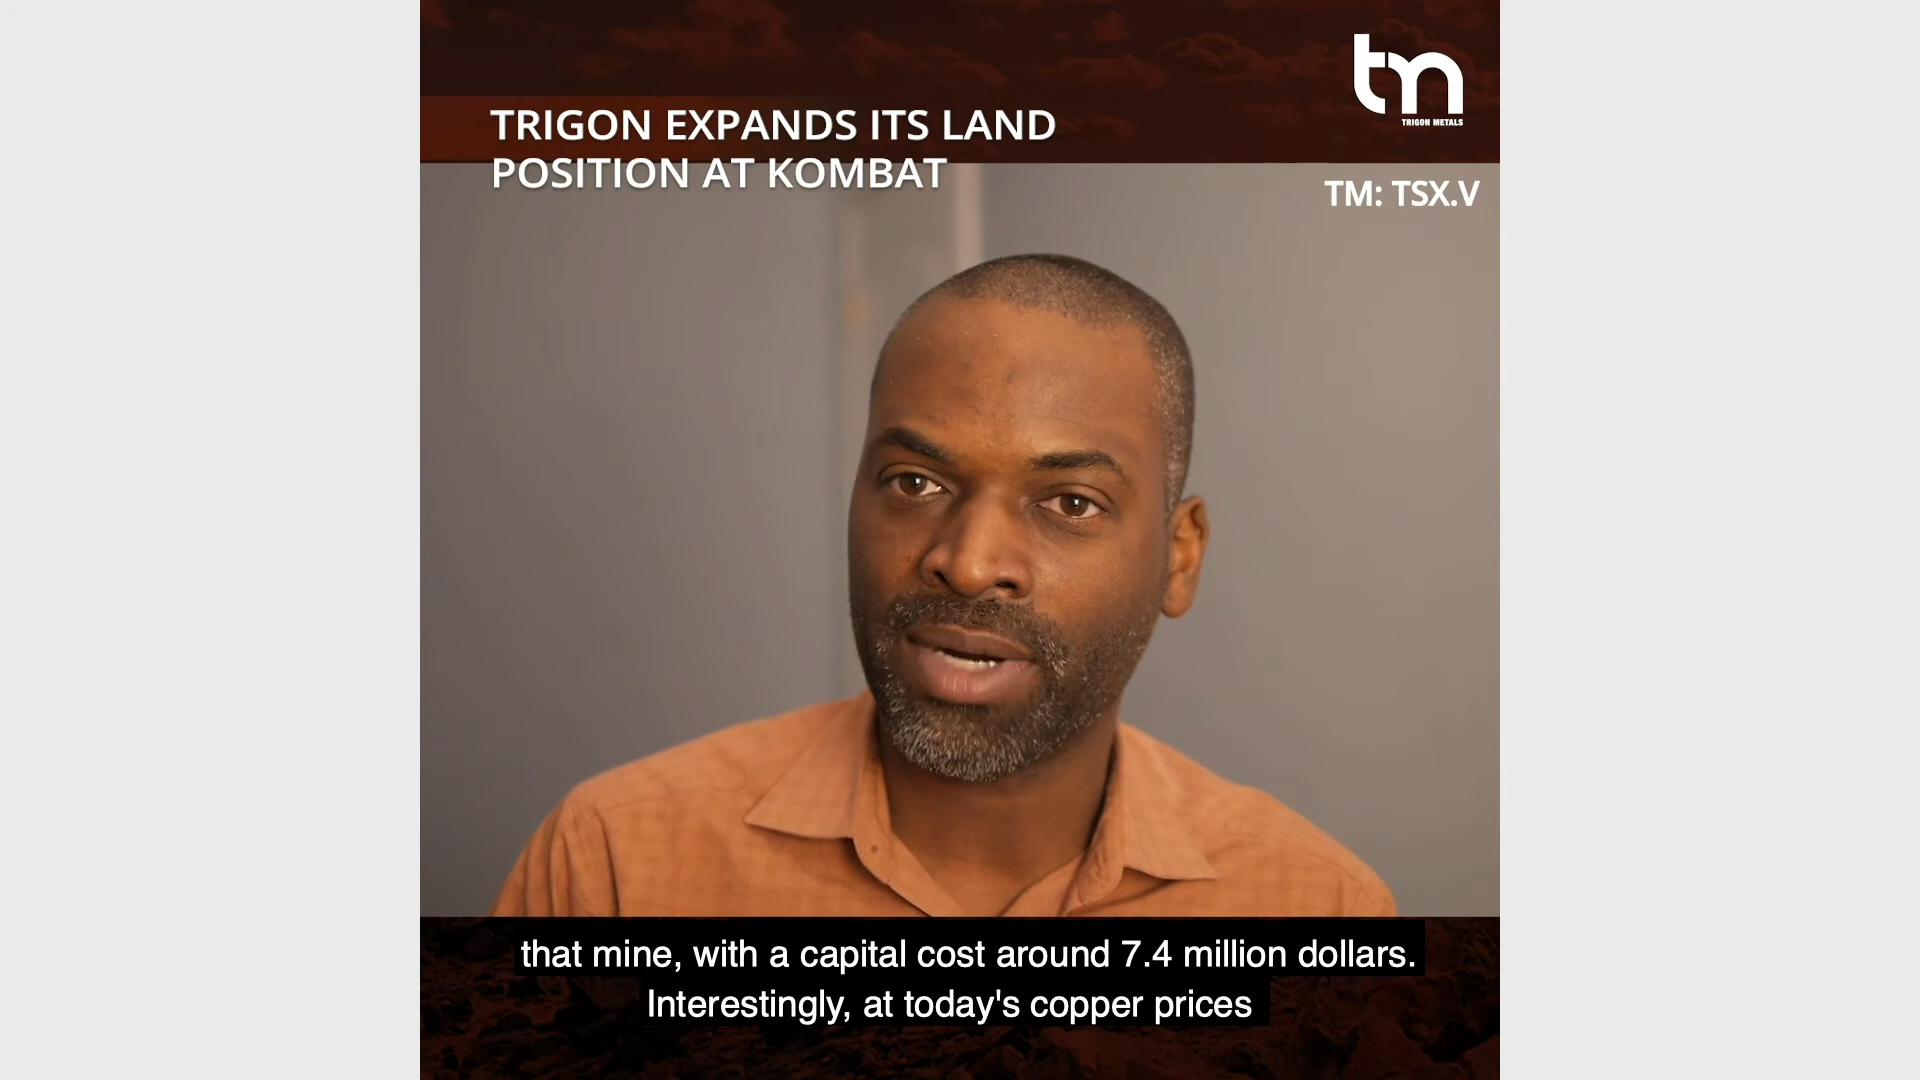 tm
TRIGON METALS
TRIGON EXPANDS ITS LAND
POSITION AT KOMBAT
TM: TSX.V
that mine, with a capital cost around 7.4 million dollars.
Interestingly, at today's copper prices